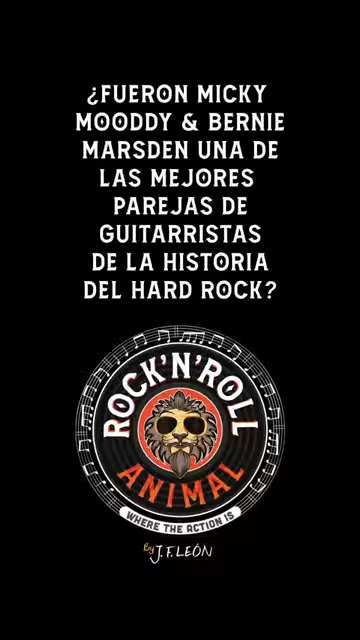 ¿FUERON MICKY
MOODDY & BERNIE
MARSDEN UNA DE
LAS MEJORES
PAREJAS DE
GUITARRISTAS
DE LA HISTORIA
DEL HARD ROCK?
ROCK'N'ROLL
ANIMAL
WHERE THE ACTION IS
By J.F.LEÓN